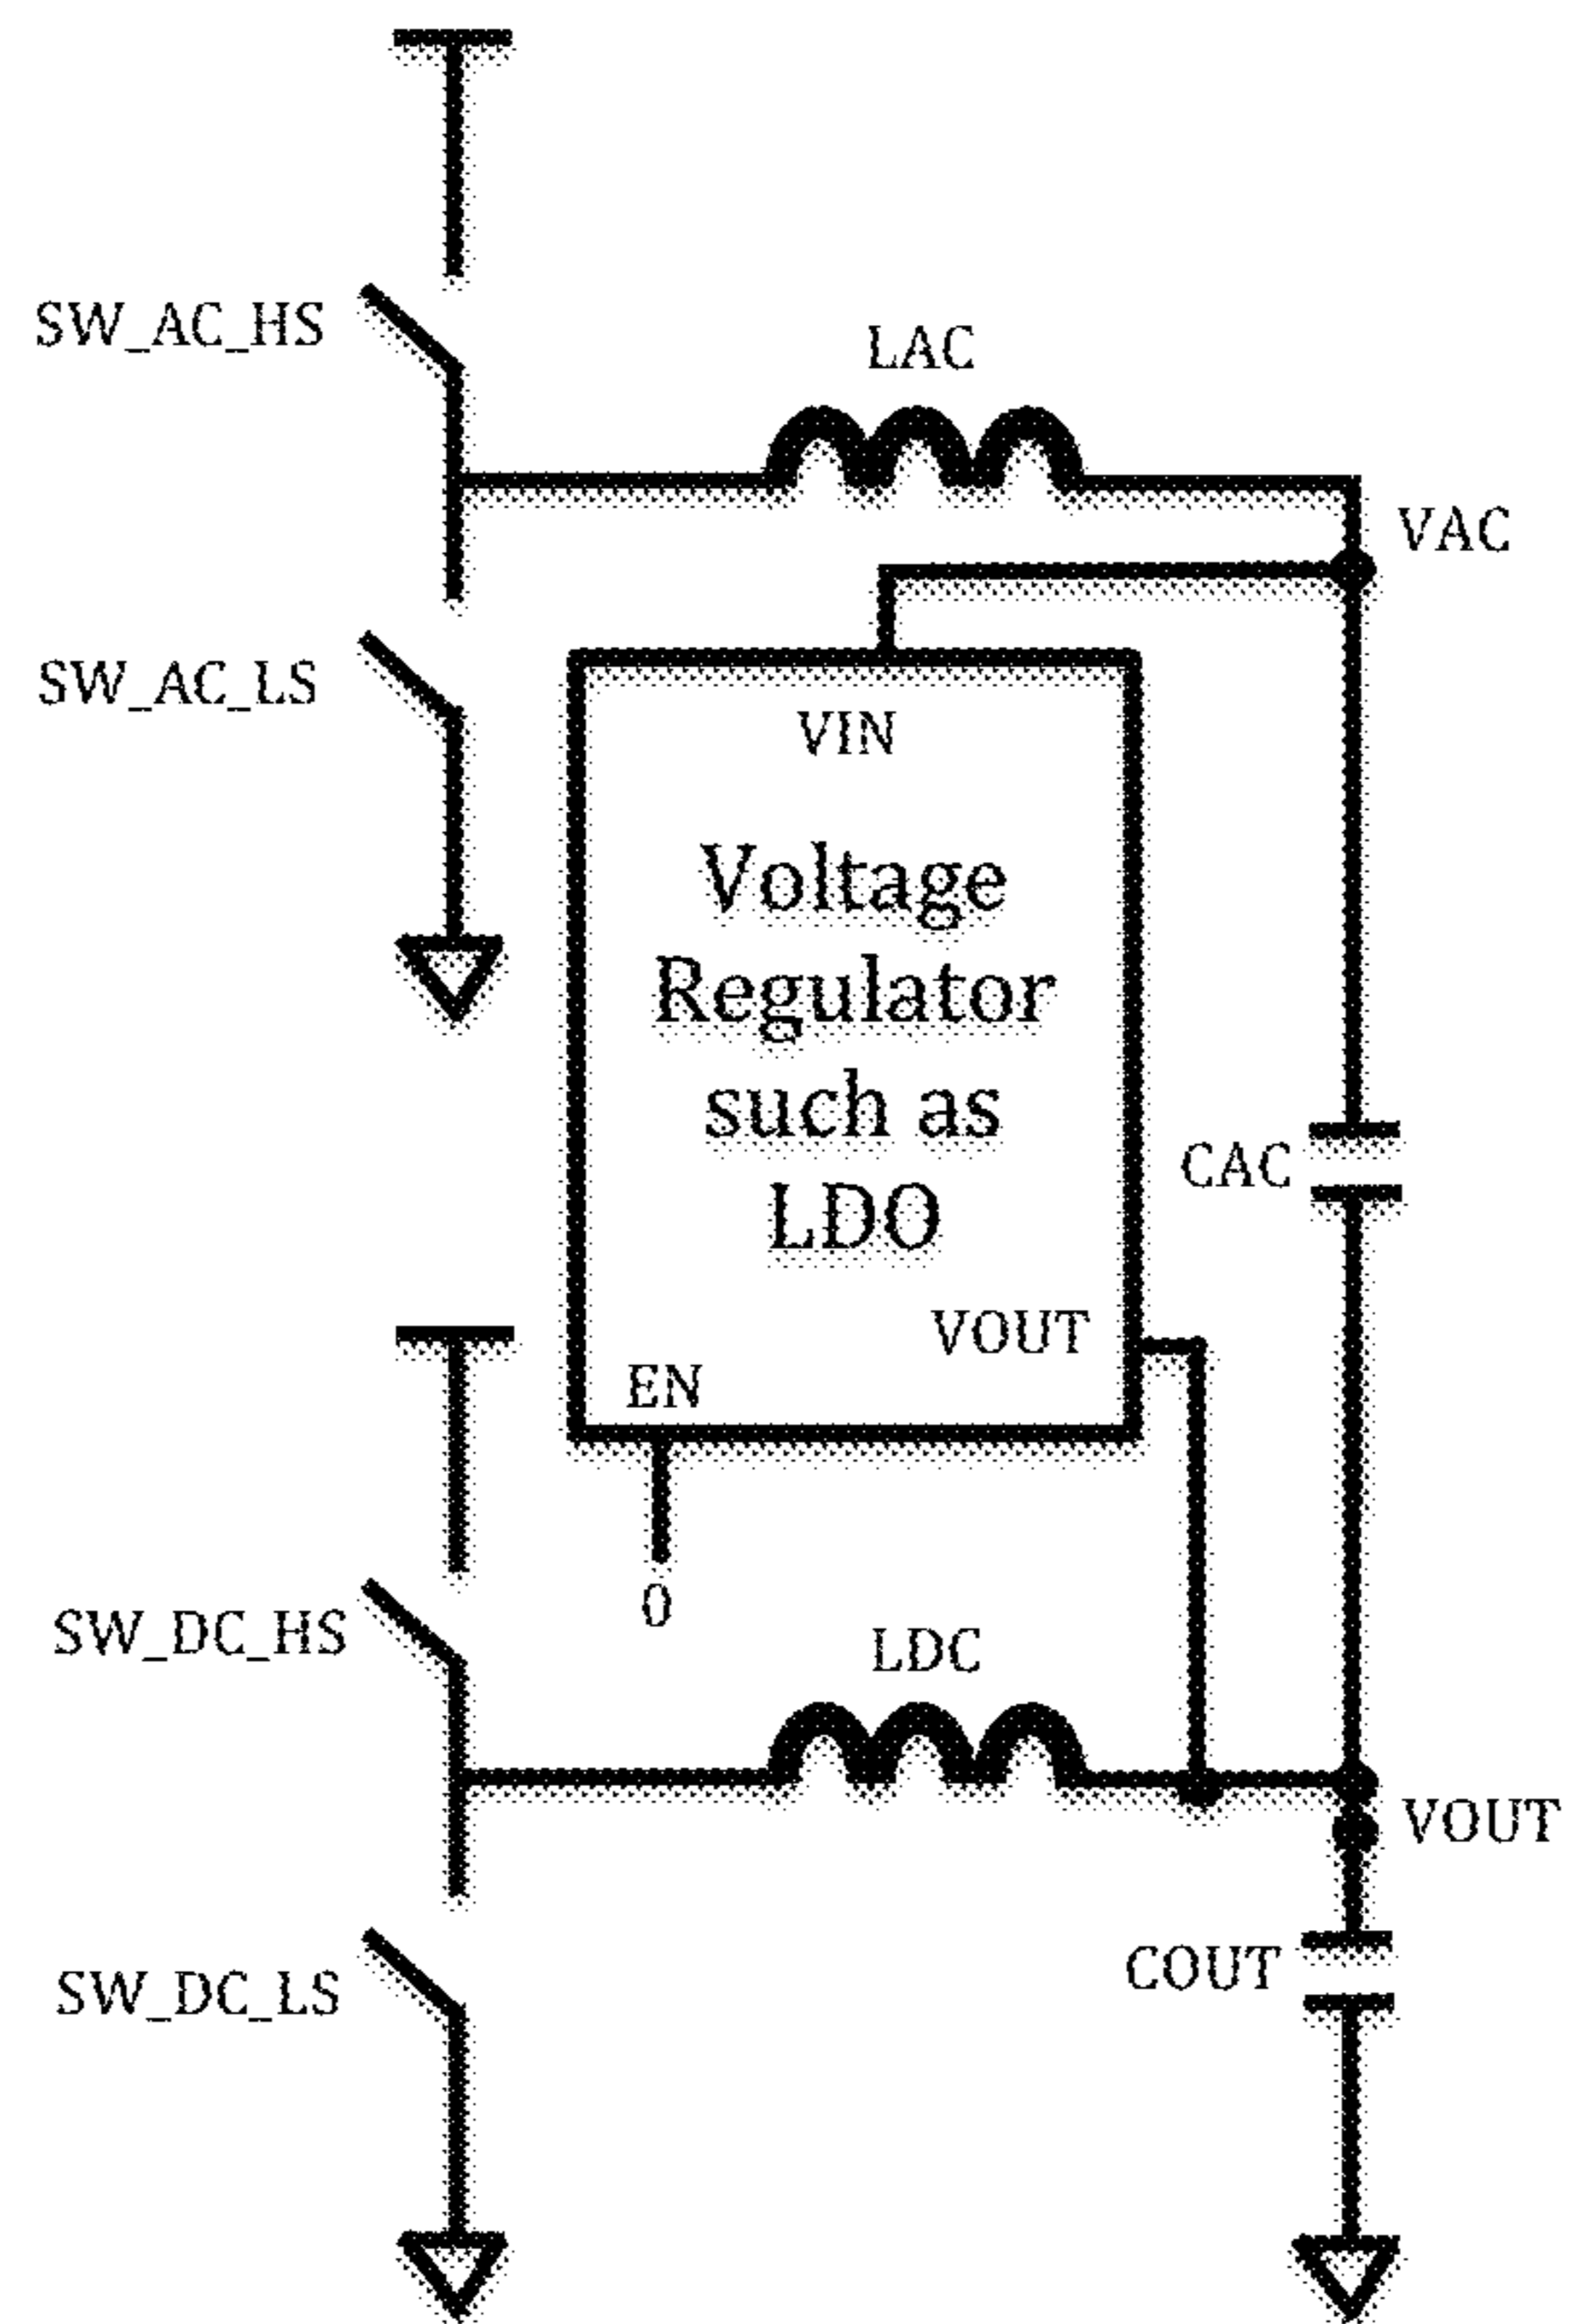 SW_AC_HS
LAC
VAC
SW_AC_LS
VIN
Voltage
Regulator
such as
LDO
CAC
VOUT
EN
0
SW_DC_HS
LDC
VOUT
COUT
SW_DC_LS